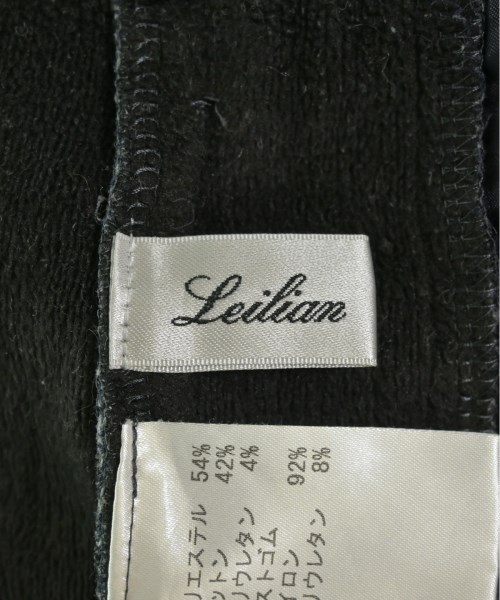 Leilian
リエステル 54%
ットン 42%
リウレタン 4%
ストゴム
イロン 92%
リウレタン 8%